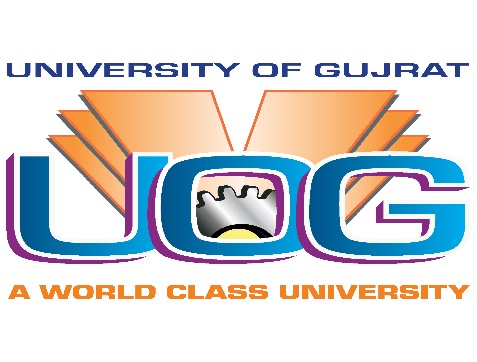 UNIVERSITY OF GUJRAT
UOG
A WORLD CLASS UNIVERSITY